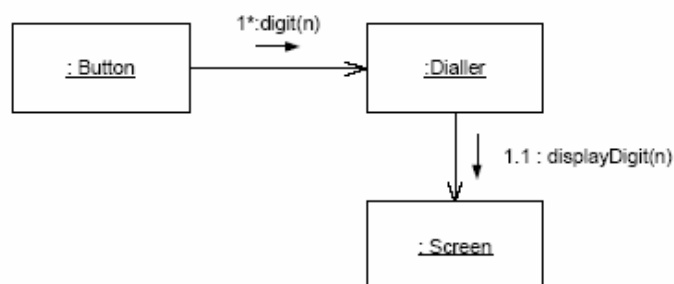 1*:digit(n)
: Button
:Dialler
1.1 : displayDigit(n)
: Screen